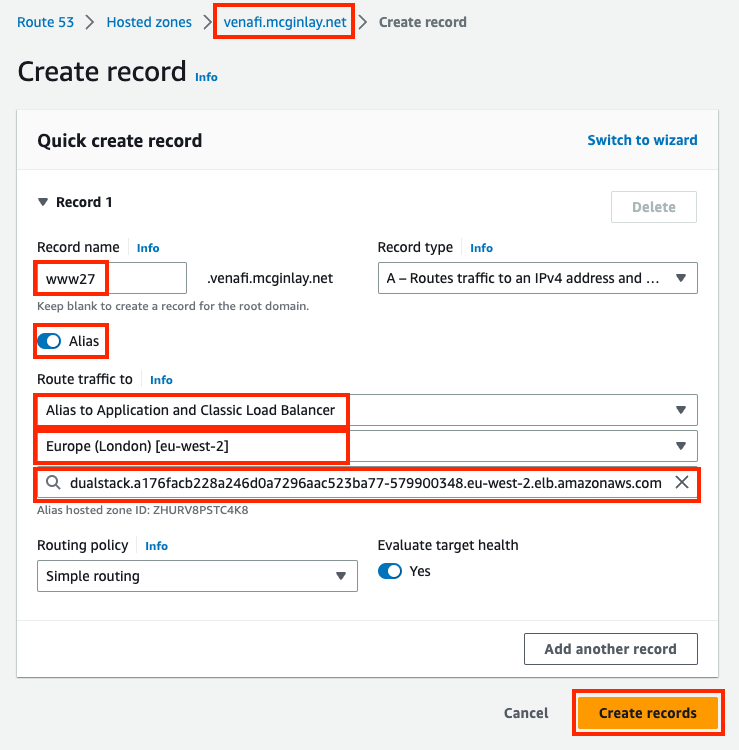 Route 53 > Hosted zones > venafi.mcginlay.net > Create record
Create record Info
Quick create record Switch to wizard
Record 1 Delete
Record name Info Record type Info
www27 .venafi.mcginlay.net A – Routes traffic to an IPv4 address and ...
Keep blank to create a record for the root domain.
Alias
Route traffic to Info
Alias to Application and Classic Load Balancer
Europe (London) [eu-west-2]
dualstack.a176facb228a246d0a7296aac523ba77-579900348.eu-west-2.elb.amazonaws.com
Alias hosted zone ID: ZHURV8PSTC4K8
Routing policy Info Evaluate target health
Simple routing Yes
Add another record
Cancel Create records